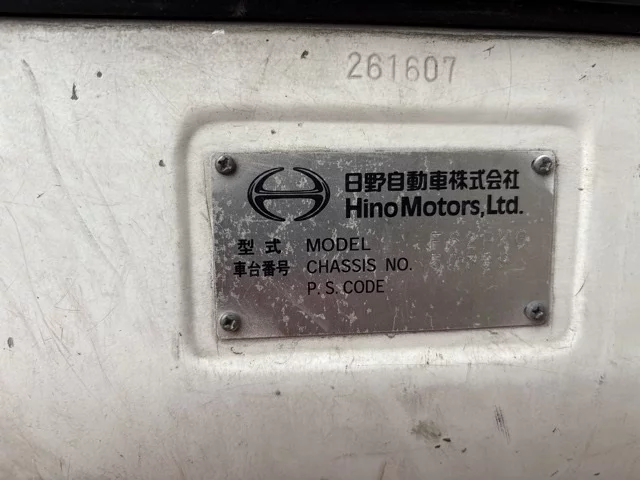 261607
日野自動車株式会社
Hino Motors, Ltd.
型式 MODEL
車台番号 CHASSIS NO.
P.S. CODE